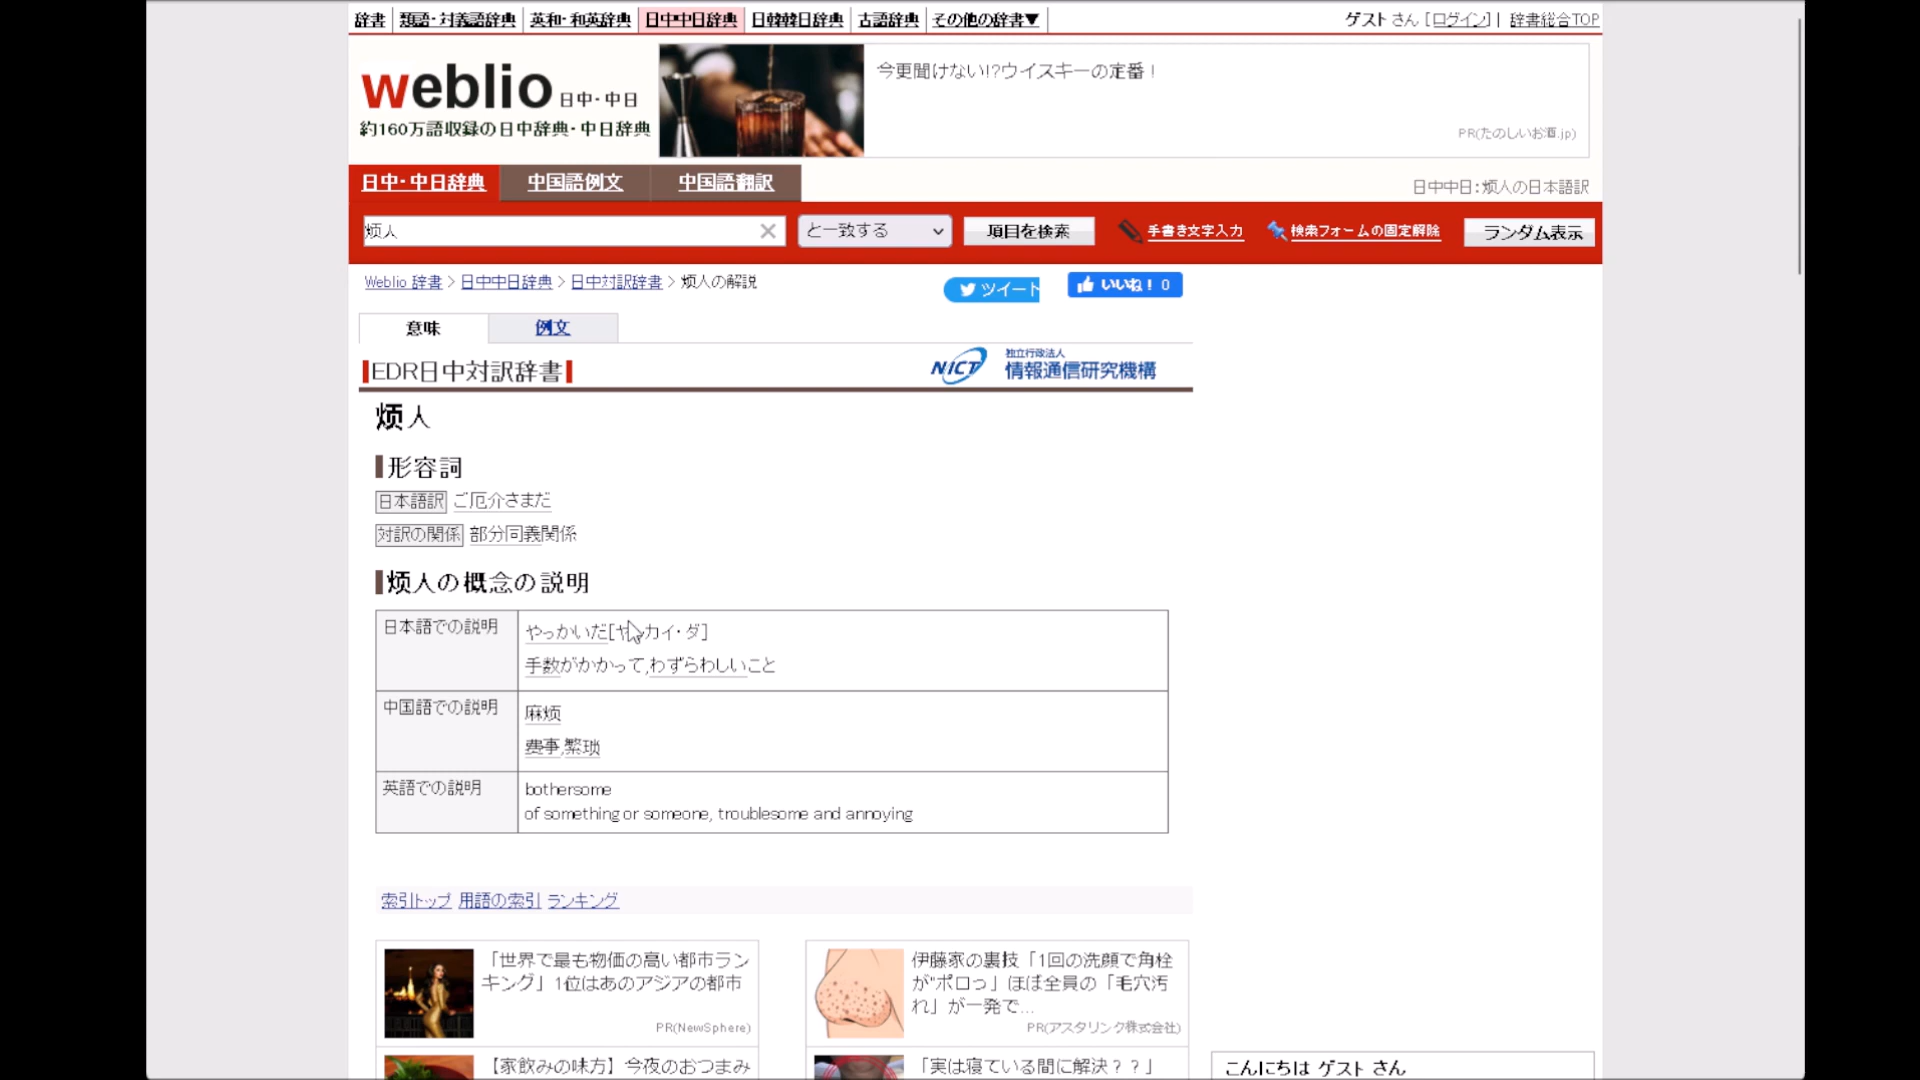 辞書 類語・対義語辞典 英和・和英辞典 日中中日辞典 日韓韓日辞典 古語辞典 その他の辞書▼
ゲスト さん [ログイン] | 辞書総合TOP
weblio 日中・中日
約160万語収録の日中辞典・中日辞典
今更聞けない!?ウイスキーの定番！
PR(たのしいお酒.jp)
日中・中日辞典 中国語例文 中国語翻訳
日中中日:烦人の日本語訳
烦人 と一致する 項目を検索 手書き文字入力 検索フォームの固定解除 ランダム表示
Weblio 辞書 > 日中中日辞典 > 日中対訳辞書 > 烦人の解説
ツイート いいね！ 0
意味 例文
EDR日中対訳辞書
NICT 独立行政法人
情報通信研究機構
烦人
形容詞
日本語訳 ご厄介さまだ
対訳の関係 部分同義関係
烦人の概念の説明
日本語での説明 やっかいだ[ヤッカイ・ダ]
手数がかかって,わずらわしいこと
中国語での説明 麻烦
费事,繁琐
英語での説明 bothersome
of something or someone, troublesome and annoying
索引トップ 用語の索引 ランキング
「世界で最も物価の高い都市ラン
キング」1位はあのアジアの都市
PR(NewSphere)
伊藤家の裏技「1回の洗顔で角栓
が"ポロっ」ほぼ全員の「毛穴汚
れ」が一発で...
PR(アスタリンク株式会社)
【家飲みの味方】今夜のおつまみ
「実は寝ている間に解決？？」
こんにちは ゲスト さん